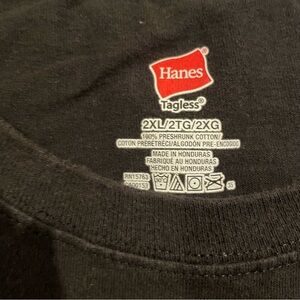 Hanes
Tagless®
2XL/2TG/2XG
100% PRESHRUNK COTTON/
COTON PRÉRETRÉCI/ALGODÓN PRE-ENCOGIDO
MADE IN HONDURAS
FABRIQUÉ AU HONDURAS
HECHO EN HONDURAS
RN15763